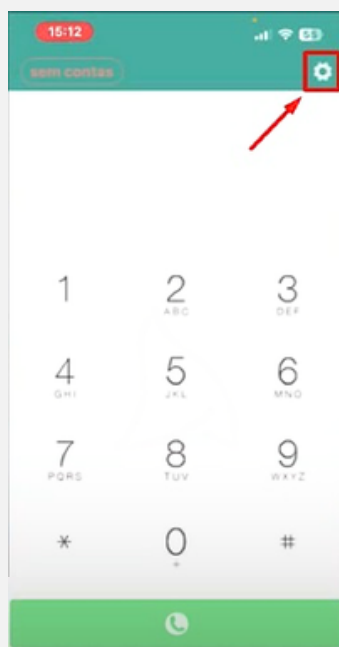 15:12
53
sem contas
1 2 3
ABC DEF
4 5 6
GHI JKL MNO
7 8 9
PQRS TUV WXYZ
* 0 #
+